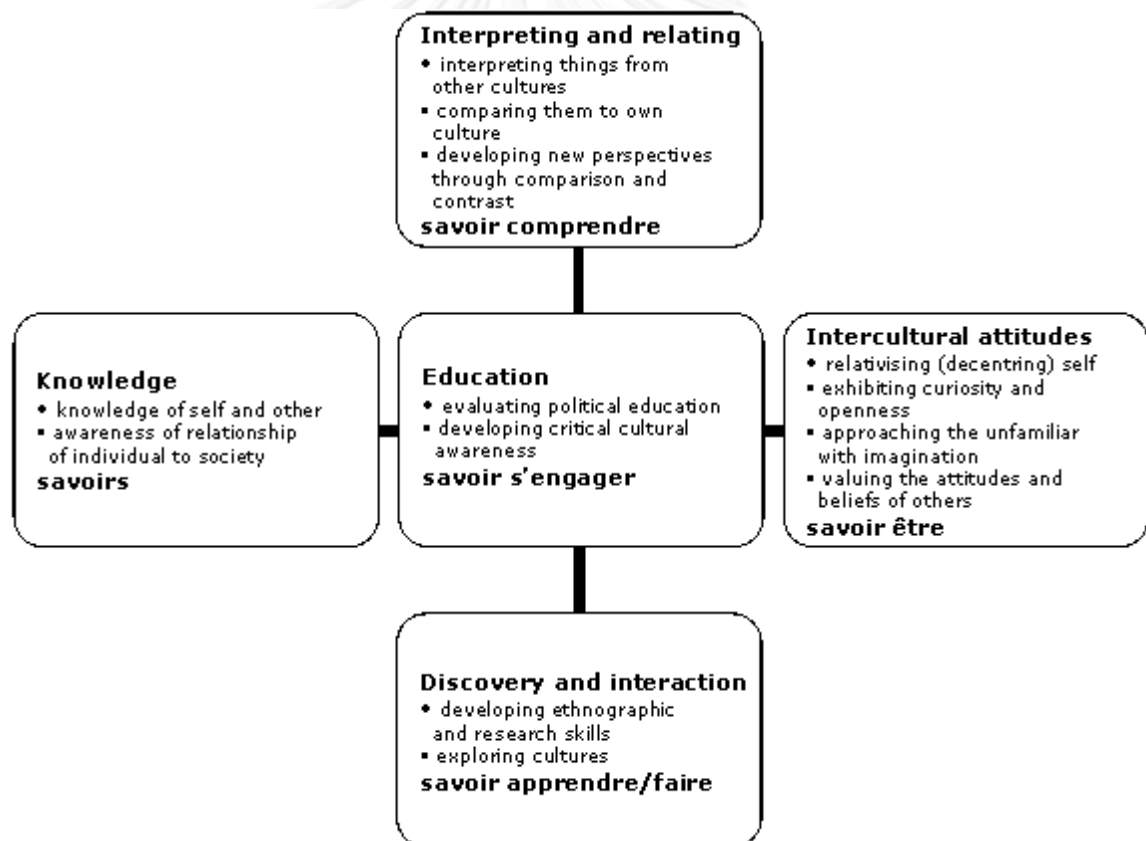 Interpreting and relating
• interpreting things from
other cultures
▪ comparing them to own
culture
▪ developing new perspectives
through comparison and
contrast
savoir comprendre
Knowledge
• knowledge of self and other
▪ awareness of relationship
of individual to society
savoirs
Education
• evaluating political education
▪ developing critical cultural
awareness
savoir s'engager
Intercultural attitudes
• relativising (decentring) self
▪ exhibiting curiosity and
openness
▪ approaching the unfamiliar
with imagination
▪ valuing the attitudes and
beliefs of others
savoir être
Discovery and interaction
• developing ethnographic
and research skills
▪ exploring cultures
savoir apprendre/faire